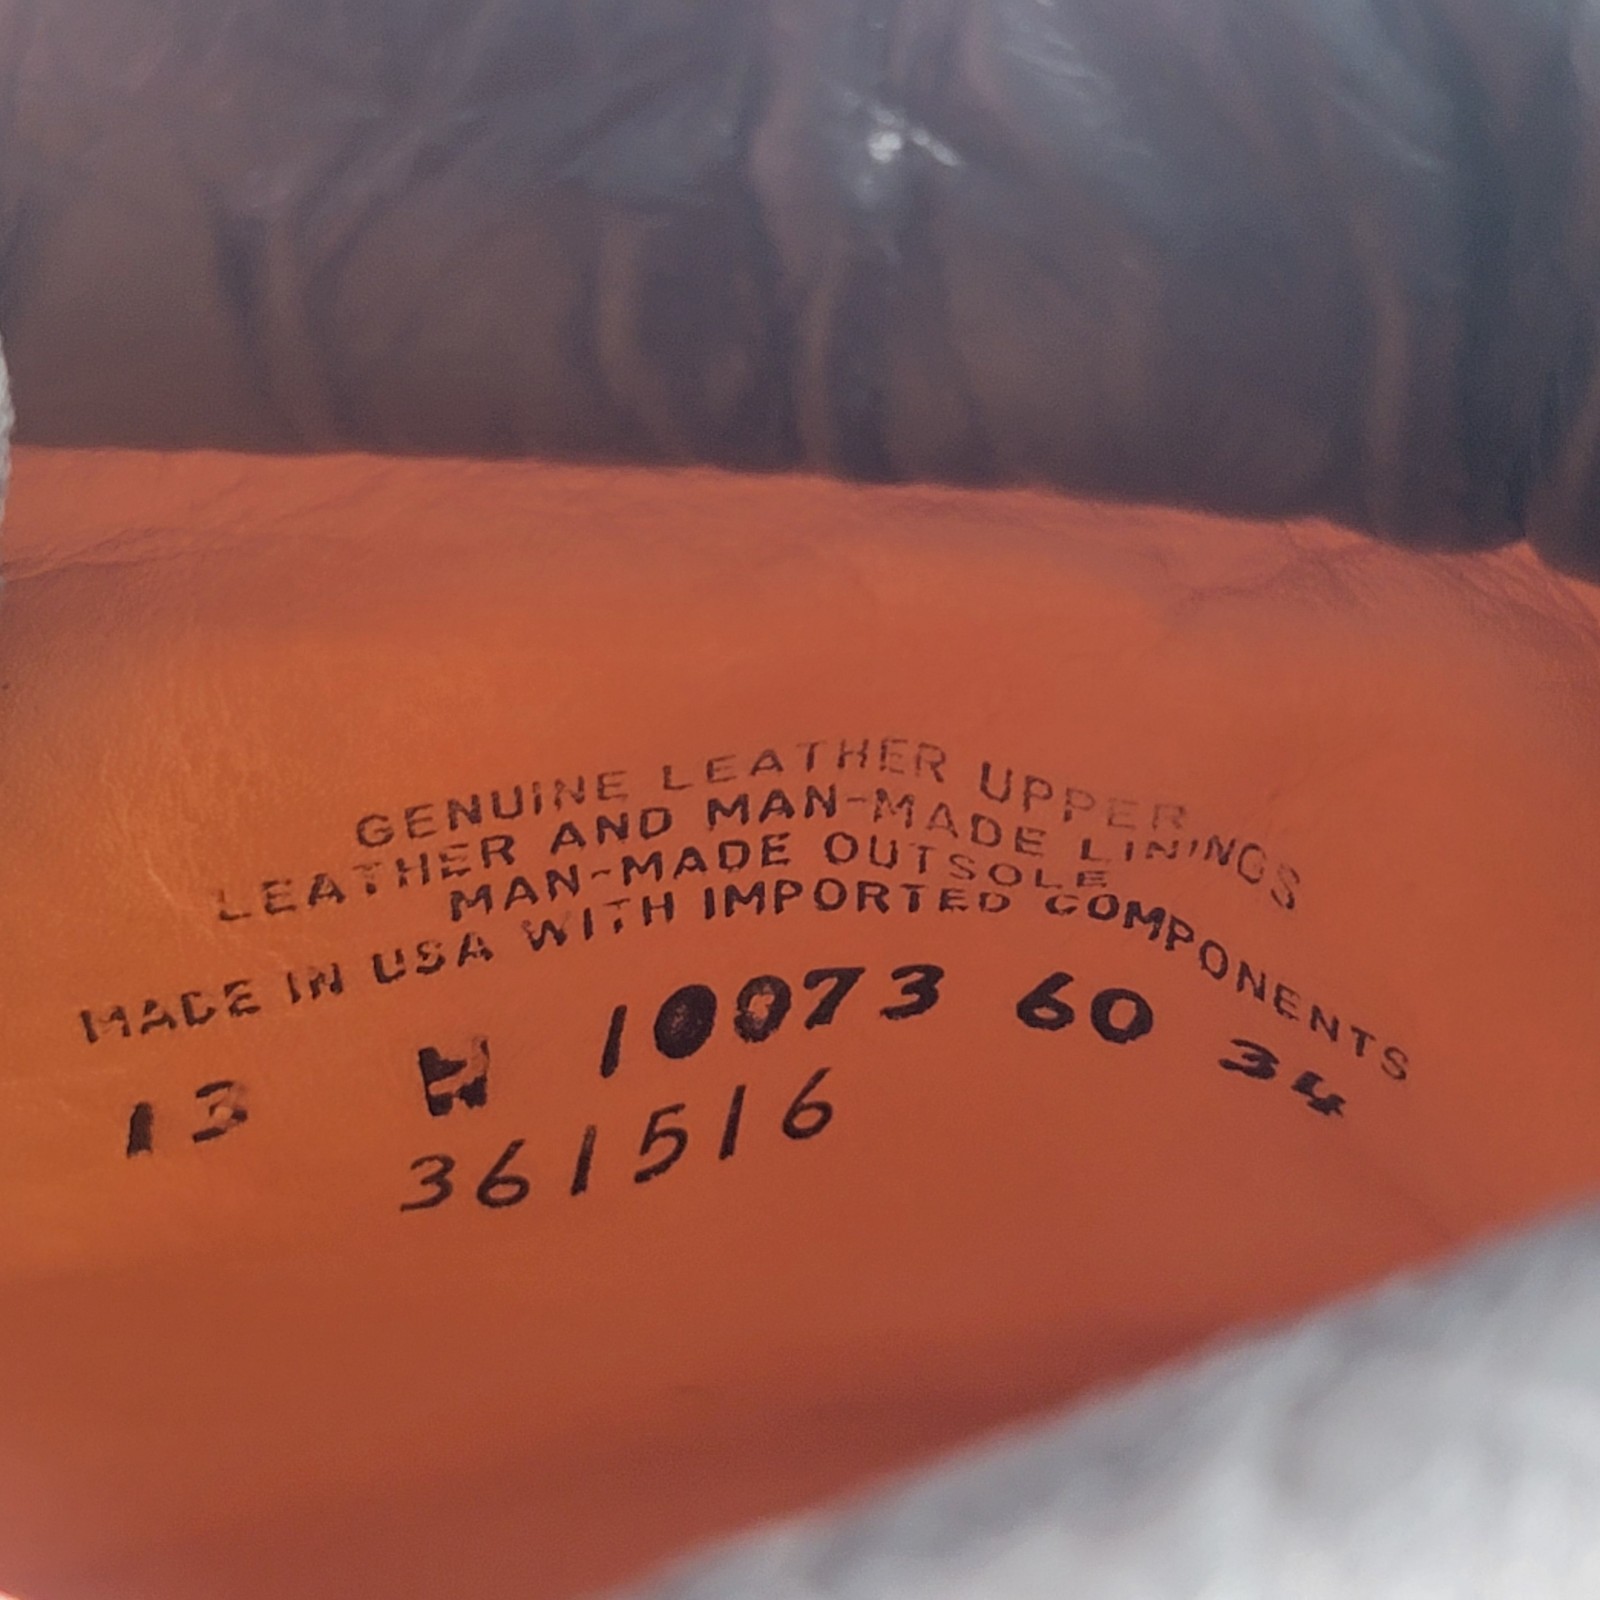 GENUINE LEATHER UPPERS
LEATHER AND MAN-MADE LININGS
MAN-MADE OUTSOLE
MADE IN USA WITH IMPORTED COMPONENTS
13 10073 60 34
361516